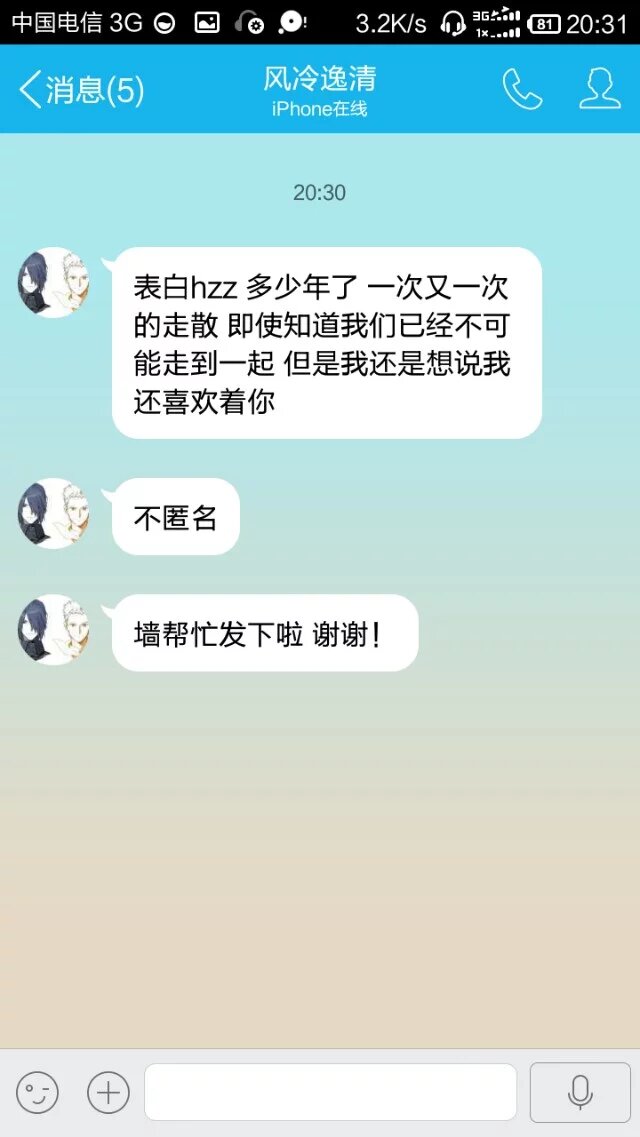 中国电信 3G 3.2K/s 3G 1x 81 20:31
消息(5) 风冷逸清
iPhone在线
20:30
表白hzz 多少年了 一次又一次
的走散 即使知道我们已经不可
能走到一起 但是我还是想说我
还喜欢着你
不匿名
墙帮忙发下啦 谢谢！